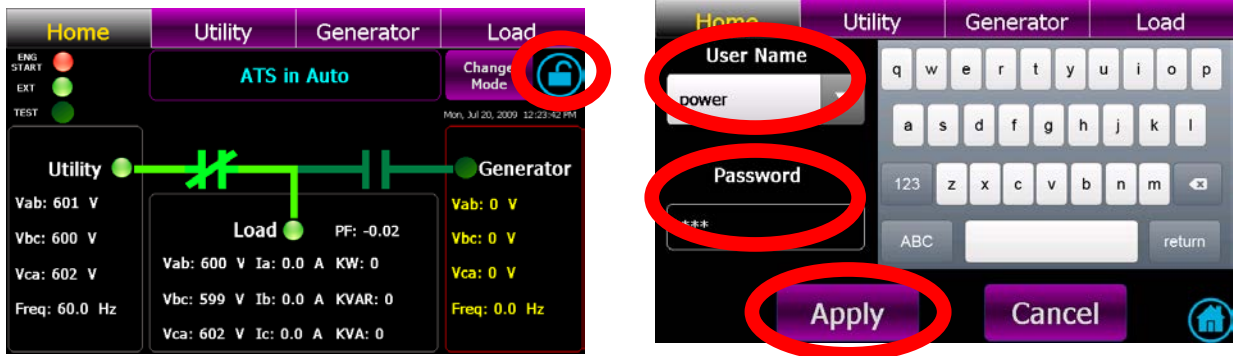 Home Utility Generator Load
ENG START
EXT
TEST
ATS in Auto
Change Mode
Mon, Jul 20, 2009 12:23:42 PM
Utility
Vab: 601 V
Vbc: 600 V
Vca: 602 V
Freq: 60.0 Hz
Load PF: -0.02
Vab: 600 V Ia: 0.0 A KW: 0
Vbc: 599 V Ib: 0.0 A KVAR: 0
Vca: 602 V Ic: 0.0 A KVA: 0
Generator
Vab: 0 V
Vbc: 0 V
Vca: 0 V
Freq: 0.0 Hz
Home Utility Generator Load
User Name
power
Password
***
q w e r t y u i o p
a s d f g h j k l
123 z x c v b n m
ABC return
Apply Cancel